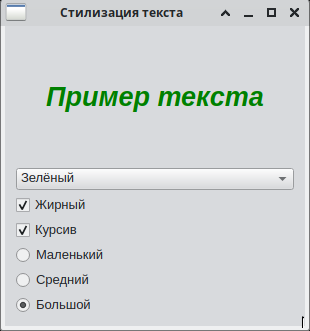 Стилизация текста
Пример текста
Зелёный
Жирный
Курсив
Маленький
Средний
Большой